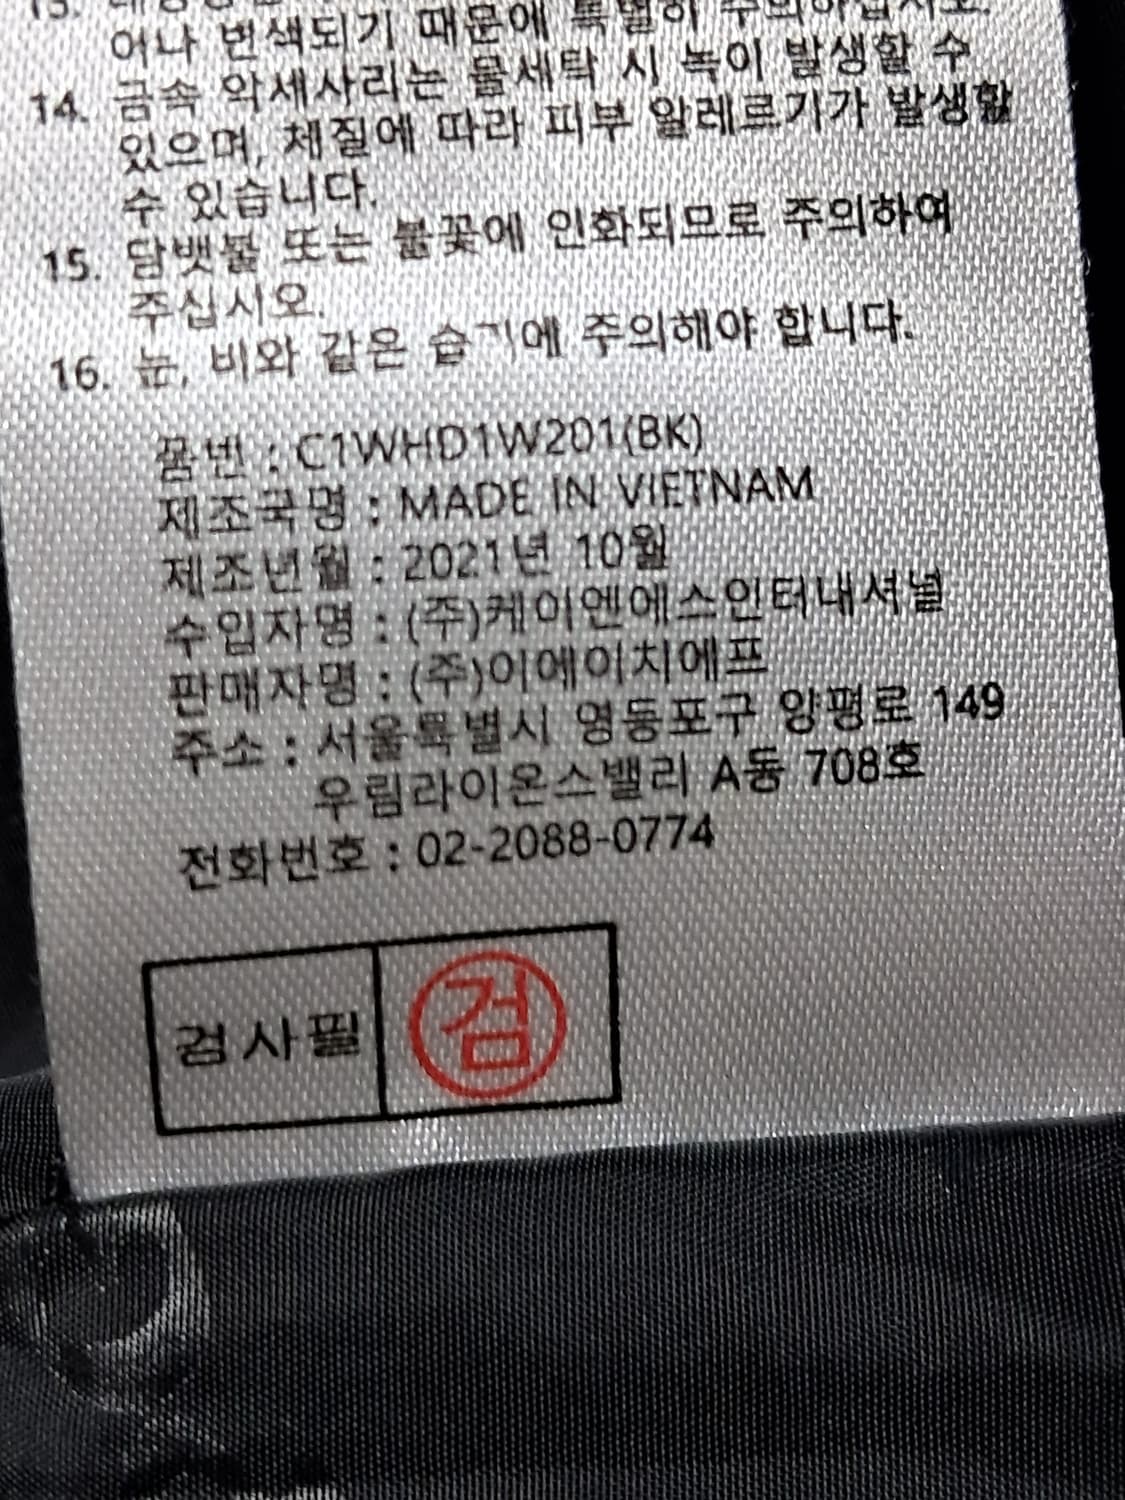 어나 변색되기 때문에 특별히 주의하십시오.
14. 금속 악세사리는 물세탁 시 녹이 발생할 수
있으며, 체질에 따라 피부 알레르기가 발생할
수 있습니다.
15. 담뱃불 또는 불꽃에 인화되므로 주의하여
주십시오.
16. 눈, 비와 같은 습기에 주의해야 합니다.
품번 : C1WHD1W201(BK)
제조국명 : MADE IN VIETNAM
제조년월 : 2021년 10월
수입자명 : (주)케이엔에스인터내셔널
판매자명 : (주)이에이치에프
주소 : 서울특별시 영등포구 양평로 149
우림라이온스밸리 A동 708호
전화번호 : 02-2088-0774
검사필 검